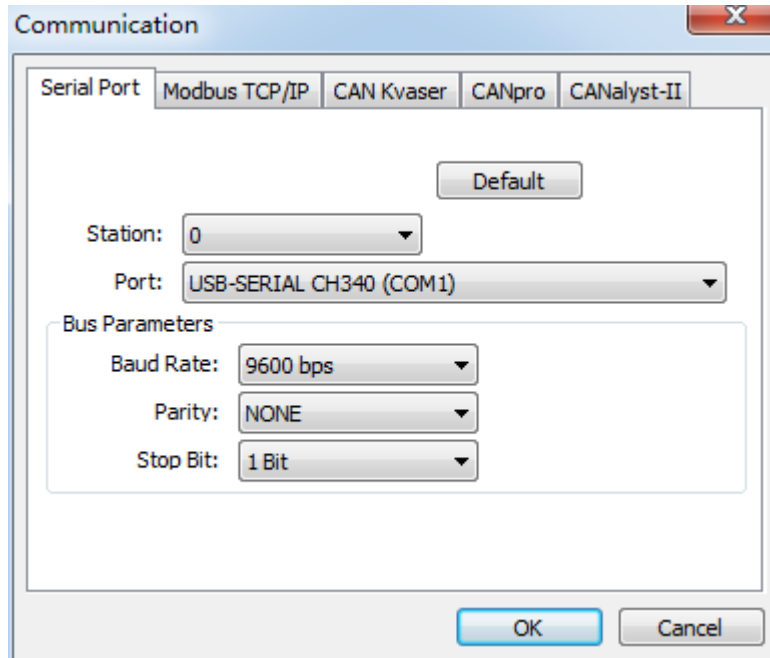 Communication
Serial Port Modbus TCP/IP CAN Kvaser CANpro CANalyst-II
Default
Station: 0
Port: USB-SERIAL CH340 (COM1)
Bus Parameters
Baud Rate: 9600 bps
Parity: NONE
Stop Bit: 1 Bit
OK Cancel